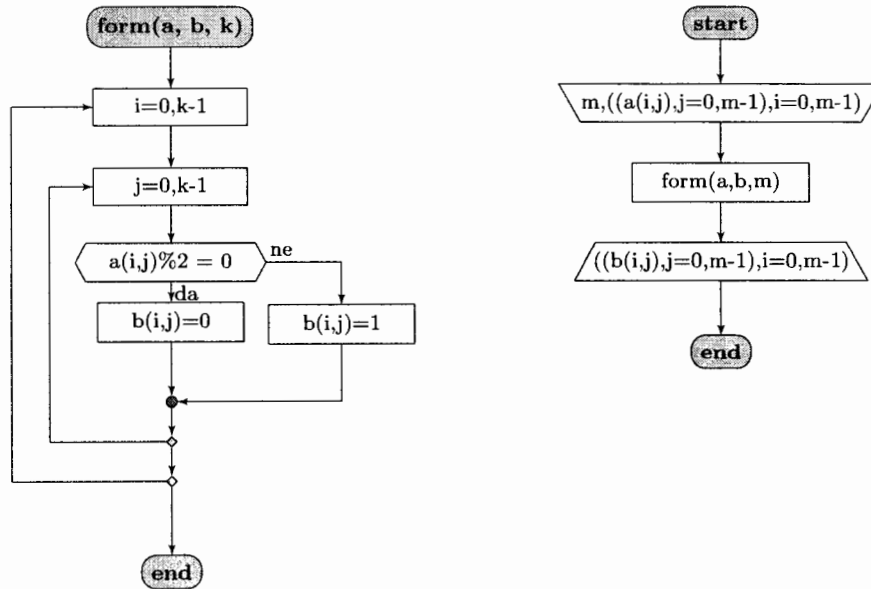 form(a, b, k)
i=0,k-1
j=0,k-1
a(i,j)%2 = 0
ne
da
b(i,j)=0
b(i,j)=1
end
start
m,((a(i,j),j=0,m-1),i=0,m-1)
form(a,b,m)
((b(i,j),j=0,m-1),i=0,m-1)
end